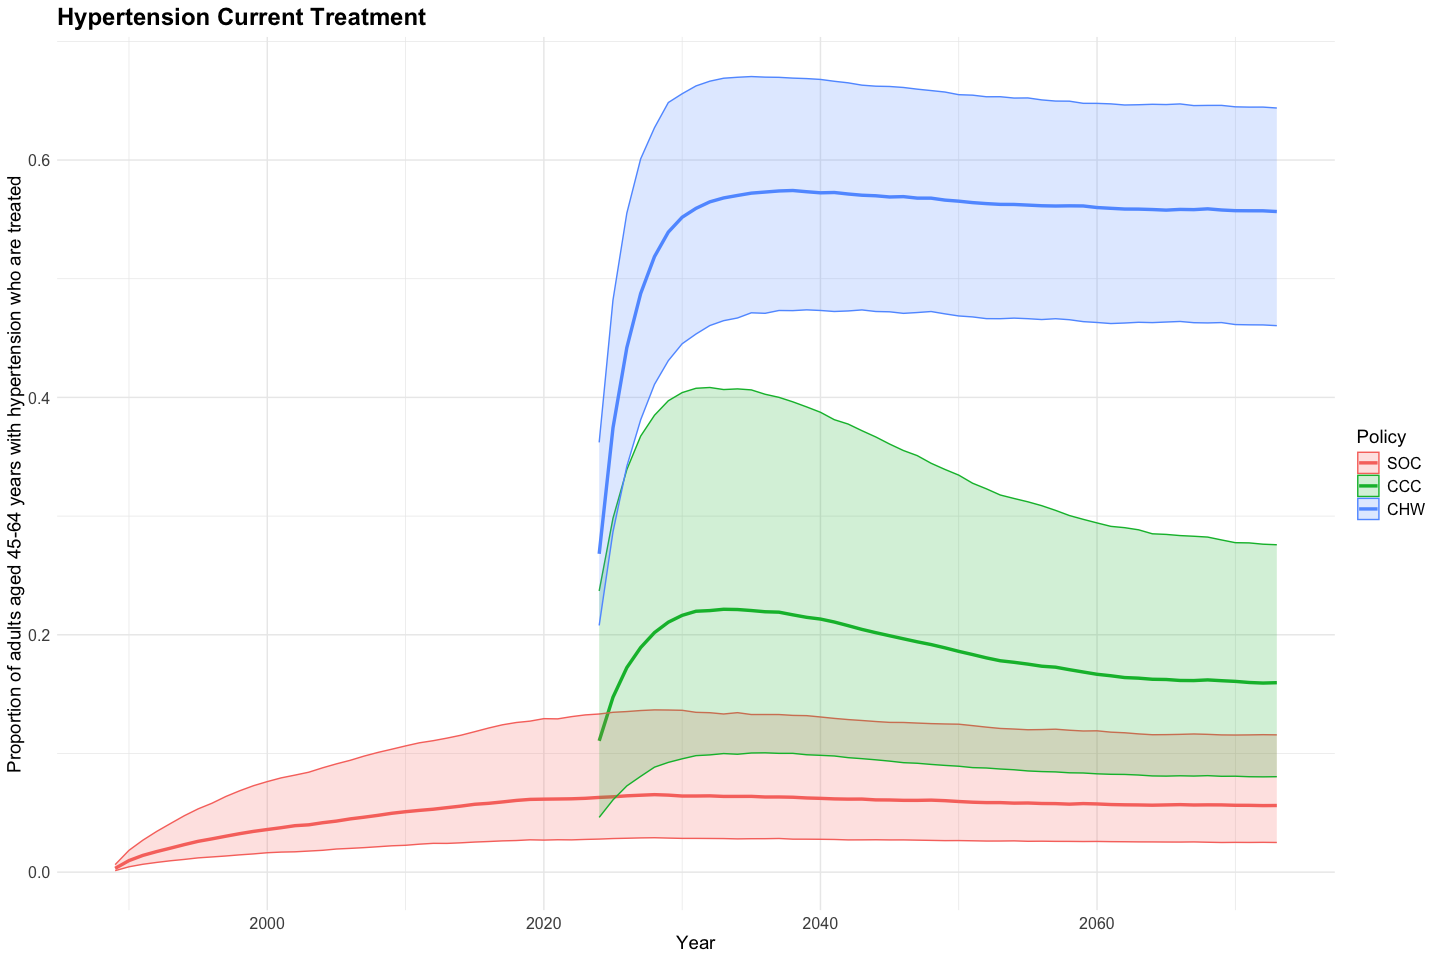 Hypertension Current Treatment
Proportion of adults aged 45-64 years with hypertension who are treated
0.6
0.4
0.2
0.0
2000
2020
2040
2060
Year
Policy
SOC
CCC
CHW